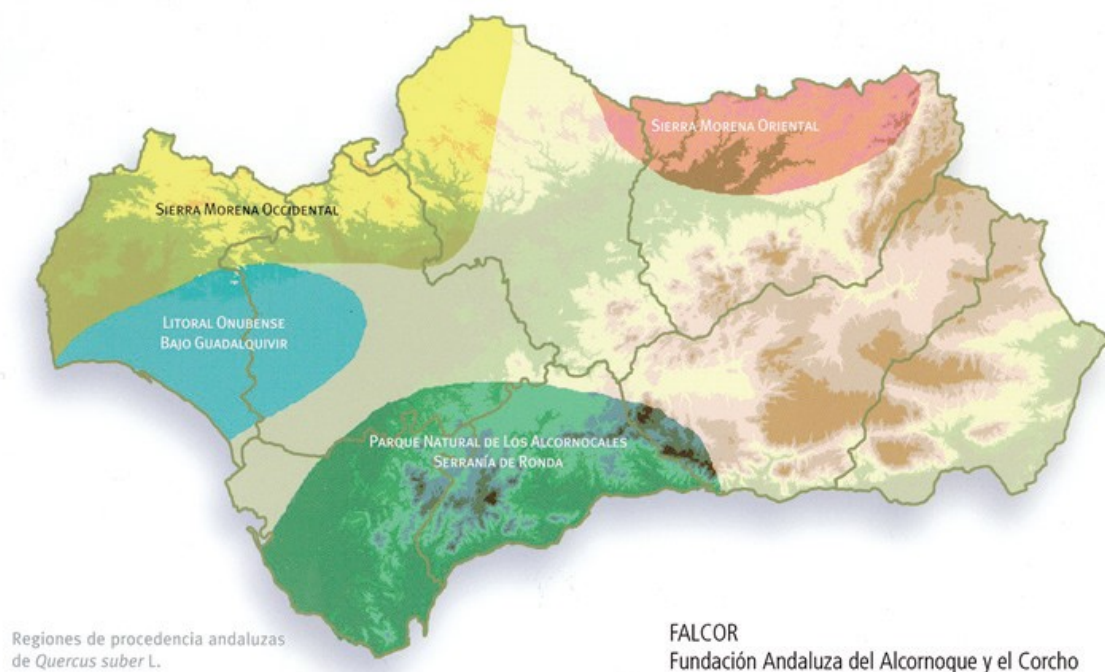 SIERRA MORENA ORIENTAL
SIERRA MORENA OCCIDENTAL
LITORAL ONUBENSE
BAJO GUADALQUIVIR
PARQUE NATURAL DE LOS ALCORNOCALES
SERRANÍA DE RONDA
Regiones de procedencia andaluzas
de Quercus suber L.
FALCOR
Fundación Andaluza del Alcornoque y el Corcho